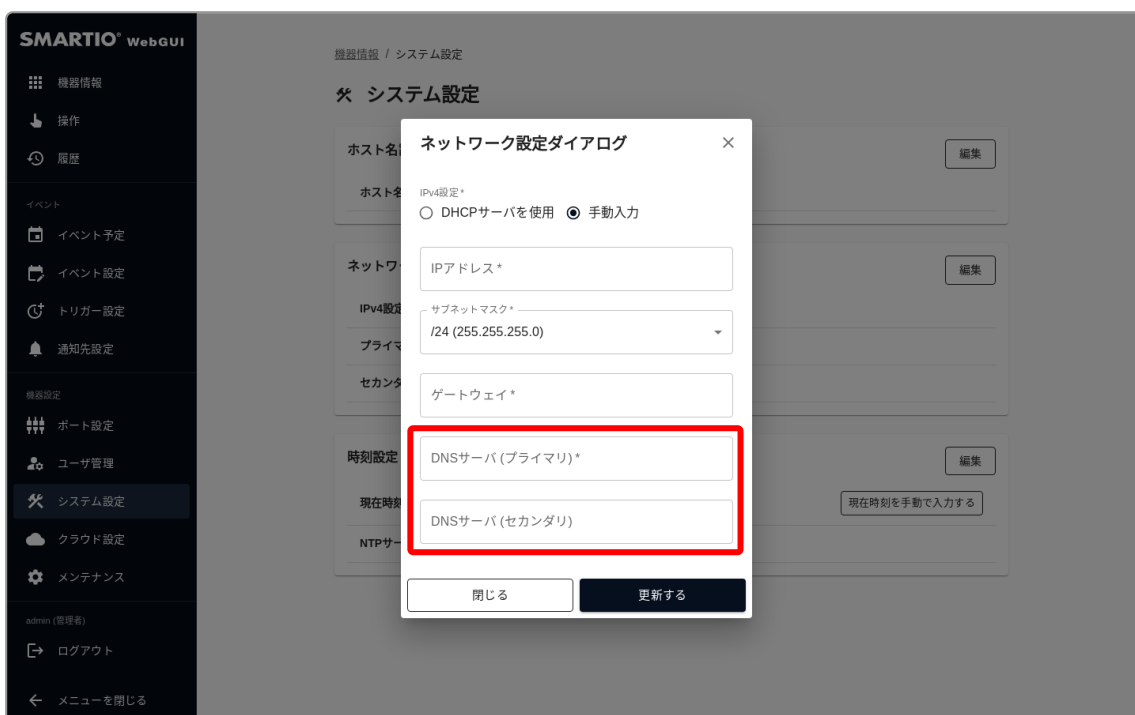 SMARTIO® WebGUI
機器情報
操作
履歴
イベント
イベント予定
イベント設定
トリガー設定
通知先設定
機器設定
ポート設定
ユーザ管理
システム設定
クラウド設定
メンテナンス
admin (管理者)
ログアウト
メニューを閉じる
機器情報 / システム設定
システム設定
ホスト名
編集
ホスト名
ネットワ
編集
IPv4設定
プライマ
セカンダ
時刻設定
編集
現在時刻
現在時刻を手動で入力する
NTPサー
ネットワーク設定ダイアログ
IPv4設定 *
DHCPサーバを使用 手動入力
IPアドレス *
サブネットマスク *
/24 (255.255.255.0)
ゲートウェイ *
DNSサーバ (プライマリ) *
DNSサーバ (セカンダリ)
閉じる 更新する